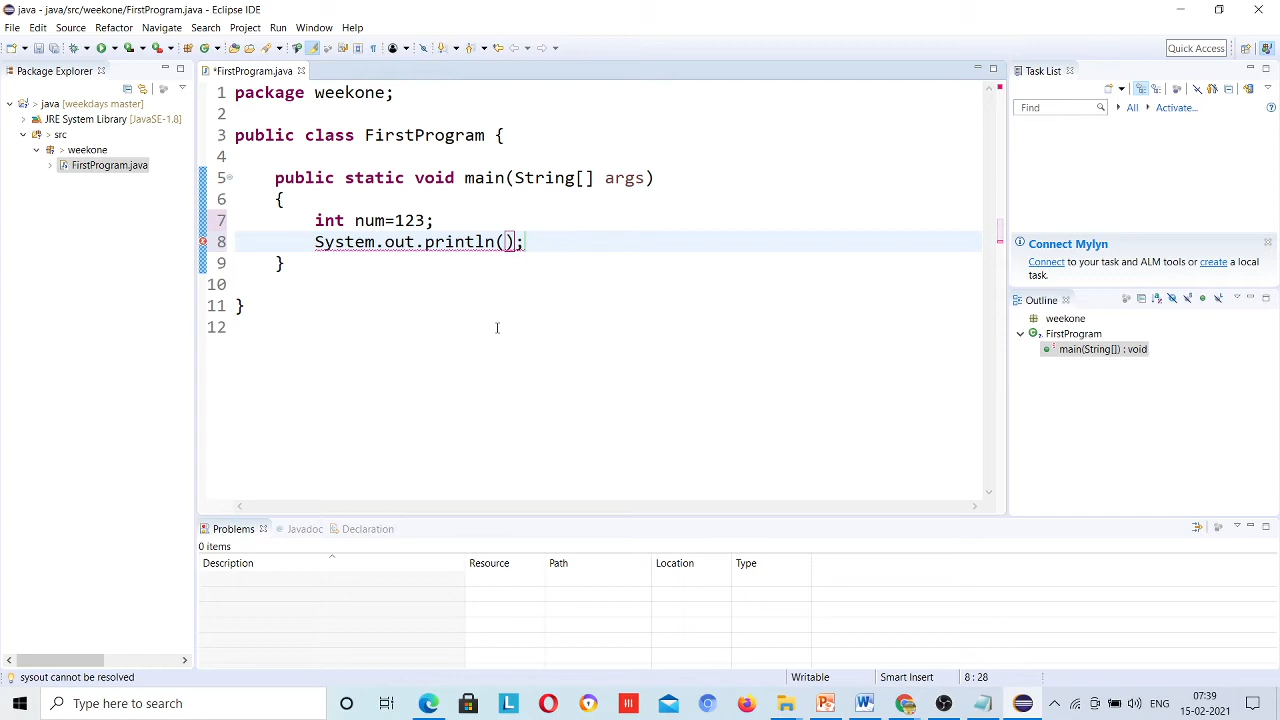 java - java/src/weekone/FirstProgram.java - Eclipse IDE
File Edit Source Refactor Navigate Search Project Run Window Help
Quick Access
Package Explorer
> java [weekdays master]
JRE System Library [JavaSE-1.8]
> src
> weekone
> FirstProgram.java
*FirstProgram.java
1 package weekone;
2
3 public class FirstProgram {
4
5 public static void main(String[] args)
6 {
7 int num=123;
8 System.out.println();
9 }
10
11 }
12
Task List
Find
All
Activate...
Connect Mylyn
Connect to your task and ALM tools or create a local
task.
Outline
weekone
FirstProgram
main(String[]) : void
Problems Javadoc Declaration
0 items
Description Resource Path Location Type
sysout cannot be resolved
Writable Smart Insert 8 : 28
Type here to search
ENG
07:39
15-02-2021